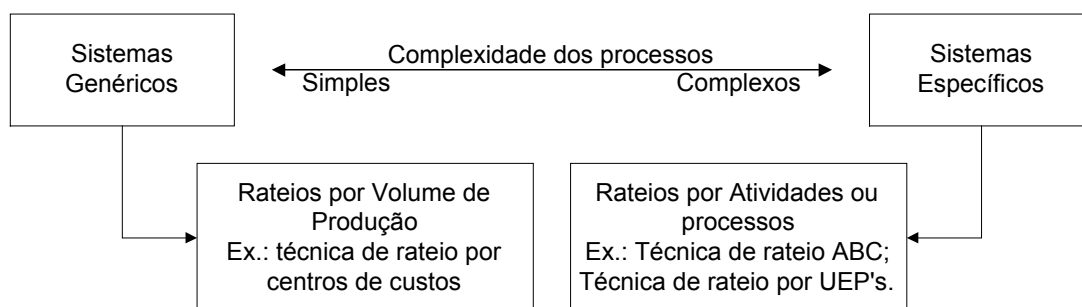 Sistemas
Genéricos
Complexidade dos processos
Simples
Complexos
Sistemas
Específicos
Rateios por Volume de
Produção
Ex.: técnica de rateio por
centros de custos
Rateios por Atividades ou
processos
Ex.: Técnica de rateio ABC;
Técnica de rateio por UEP's.